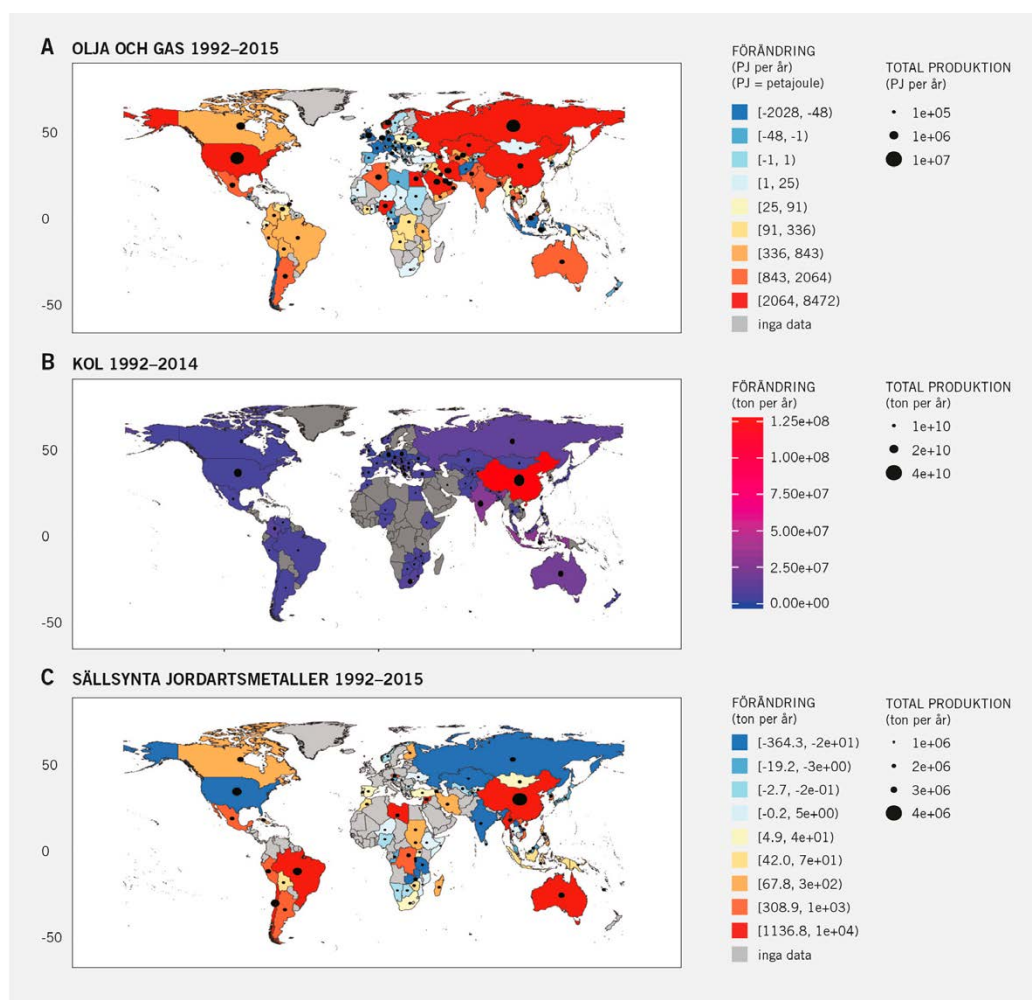 A OLJA OCH GAS 1992–2015
50
0
-50
FÖRÄNDRING
(PJ per år)
(PJ = petajoule)
[-2028, -48)
[-48, -1)
[-1, 1)
[1, 25)
[25, 91)
[91, 336)
[336, 843)
[843, 2064)
[2064, 8472)
inga data
TOTAL PRODUKTION
(PJ per år)
1e+05
1e+06
1e+07
B KOL 1992–2014
50
0
-50
FÖRÄNDRING
(ton per år)
1.25e+08
1.00e+08
7.50e+07
5.00e+07
2.50e+07
0.00e+00
TOTAL PRODUKTION
(ton per år)
1e+10
2e+10
4e+10
C SÄLLSYNTA JORDARTSMETALLER 1992–2015
50
0
-50
FÖRÄNDRING
(ton per år)
[-364.3, -2e+01)
[-19.2, -3e+00)
[-2.7, -2e-01)
[-0.2, 5e+00)
[4.9, 4e+01)
[42.0, 7e+01)
[67.8, 3e+02)
[308.9, 1e+03)
[1136.8, 1e+04)
inga data
TOTAL PRODUKTION
(ton per år)
1e+06
2e+06
3e+06
4e+06